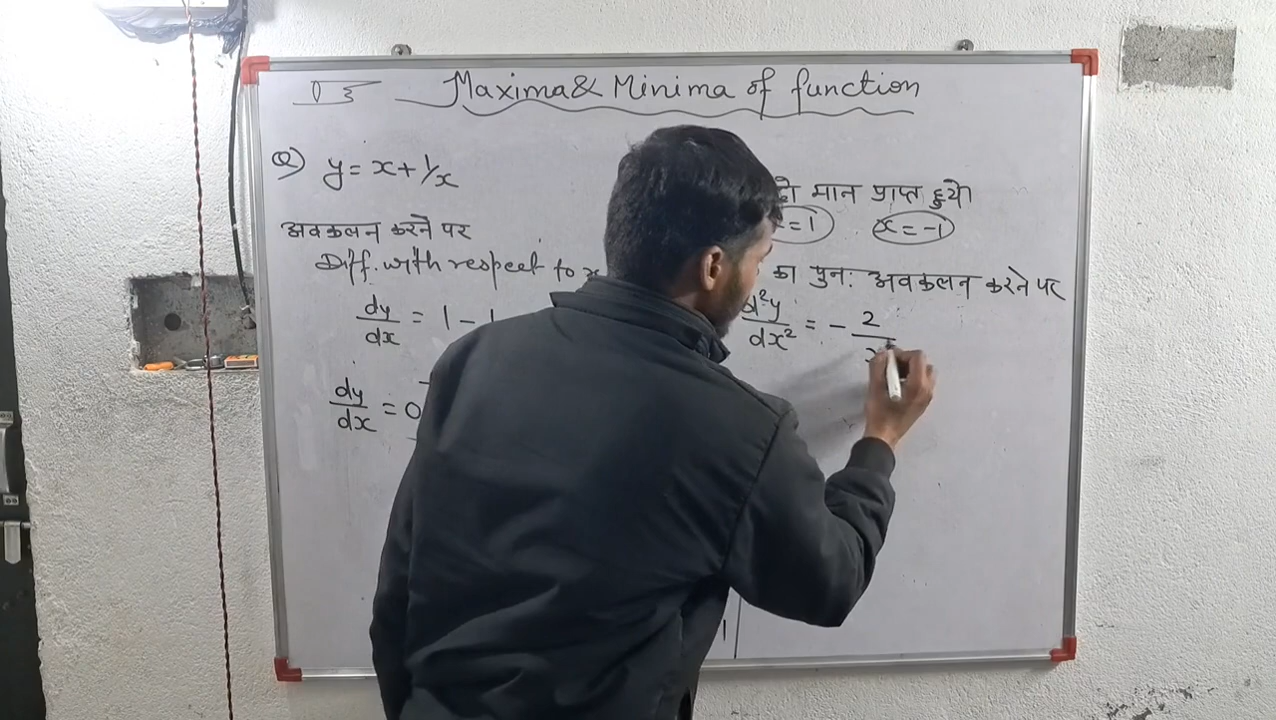 Maxima & Minima of function
Q) y = x + 1/x
अवकलन करने पर
Diff. with respect to x
dy/dx = 1 - 1
dy/dx = 0
मान प्राप्त हुये
= 1 x = -1
का पुनः अवकलन करने पर
d²y/dx² = - 2/
1